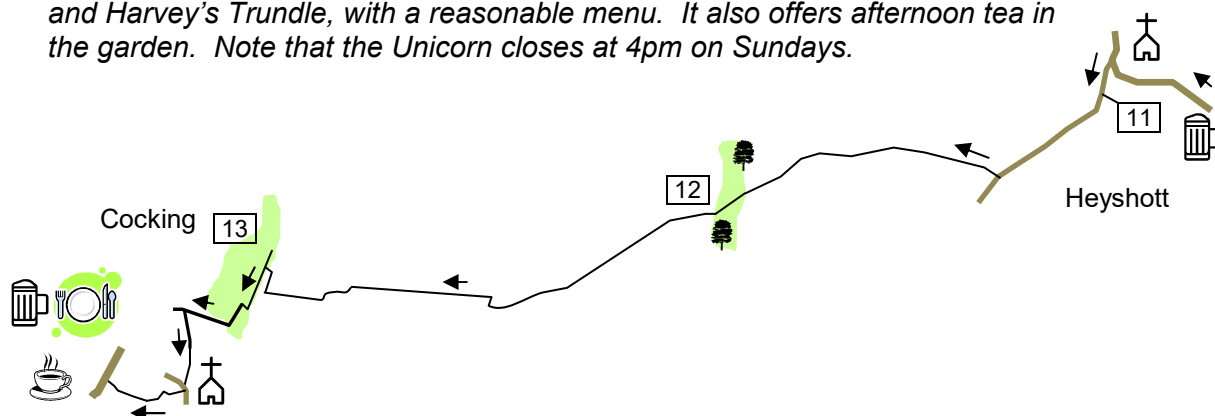 and Harvey’s Trundle, with a reasonable menu.  It also offers afternoon tea in
the garden.  Note that the Unicorn closes at 4pm on Sundays.
11
12
Heyshott
Cocking
13